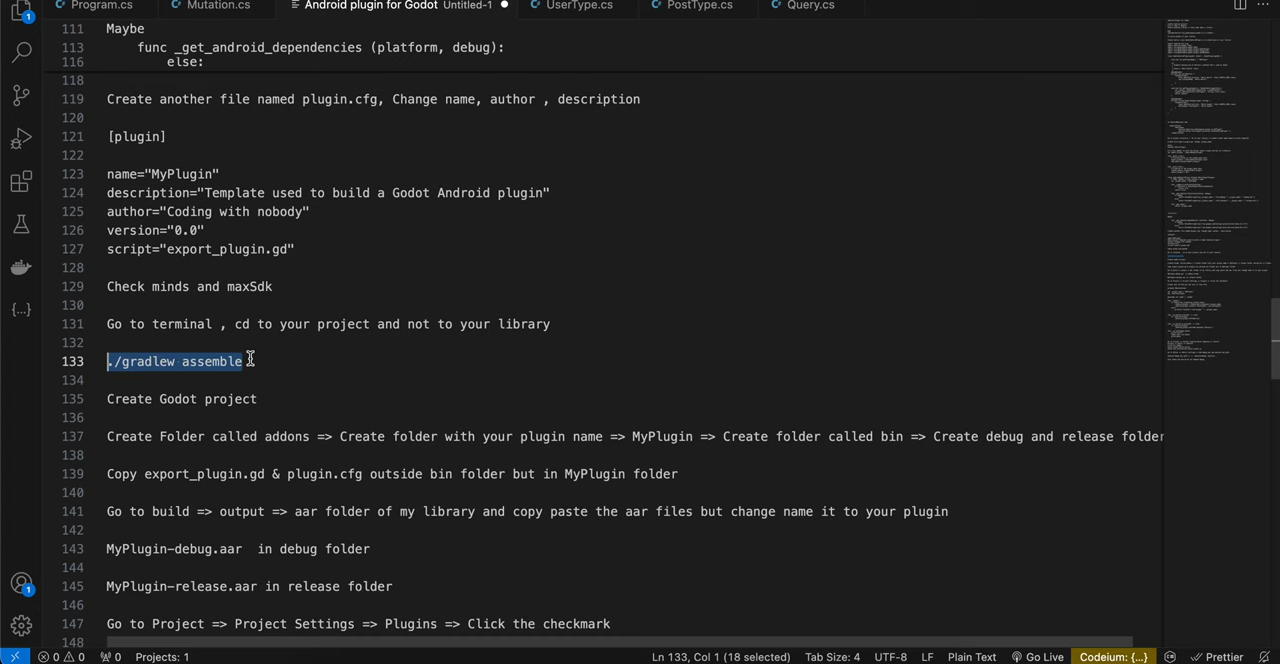 Program.cs
Mutation.cs
Android plugin for Godot Untitled-1
UserType.cs
PostType.cs
Query.cs
111 Maybe
113 func _get_android_dependencies (platform, debug):
116 else:
118
119 Create another file named plugin.cfg, Change name, author , description
120
121 [plugin]
122
123 name="MyPlugin"
124 description="Template used to build a Godot Android plugin"
125 author="Coding with nobody"
126 version="0.0"
127 script="export_plugin.gd"
128
129 Check minds and maxSdk
130
131 Go to terminal , cd to your project and not to your library
132
133 ./gradlew assemble
134
135 Create Godot project
136
137 Create Folder called addons => Create folder with your plugin name => MyPlugin => Create folder called bin => Create debug and release folder
138
139 Copy export_plugin.gd & plugin.cfg outside bin folder but in MyPlugin folder
140
141 Go to build => output => aar folder of my library and copy paste the aar files but change name it to your plugin
142
143 MyPlugin-debug.aar in debug folder
144
145 MyPlugin-release.aar in release folder
146
147 Go to Project => Project Settings => Plugins => Click the checkmark
148
1
1
0 0 0 Projects: 1 Ln 133, Col 1 (18 selected) Tab Size: 4 UTF-8 LF Plain Text Go Live Codeium: {...} Prettier